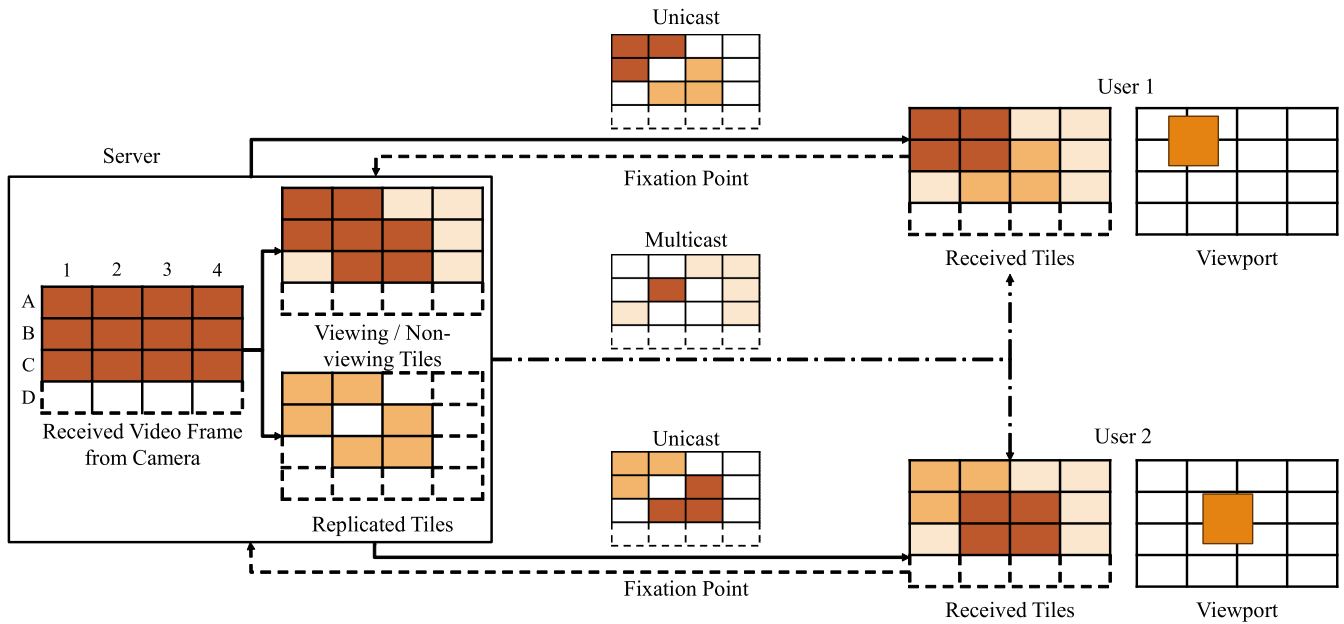 Unicast
User 1
Server
Fixation Point
Multicast
Received Tiles
Viewport
1 2 3 4
A
B
C
D
Viewing / Non-
viewing Tiles
Received Video Frame
from Camera
Unicast
User 2
Replicated Tiles
Fixation Point
Received Tiles
Viewport